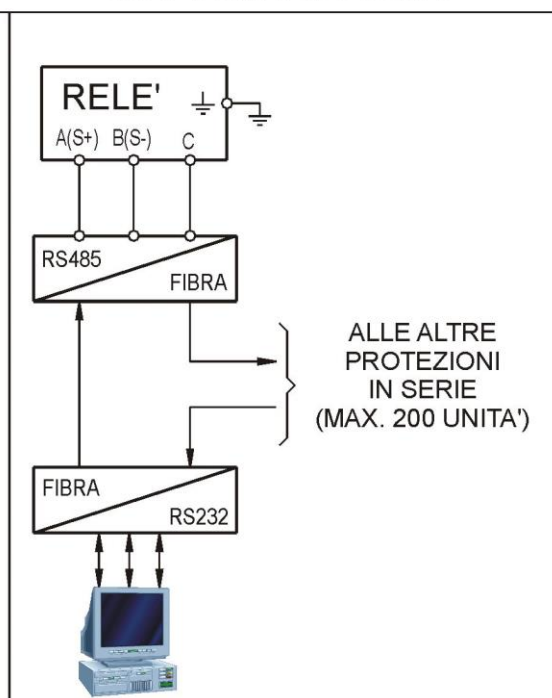 RELE'
A(S+) B(S-) C
RS485
FIBRA
ALLE ALTRE
PROTEZIONI
IN SERIE
(MAX. 200 UNITA')
FIBRA
RS232